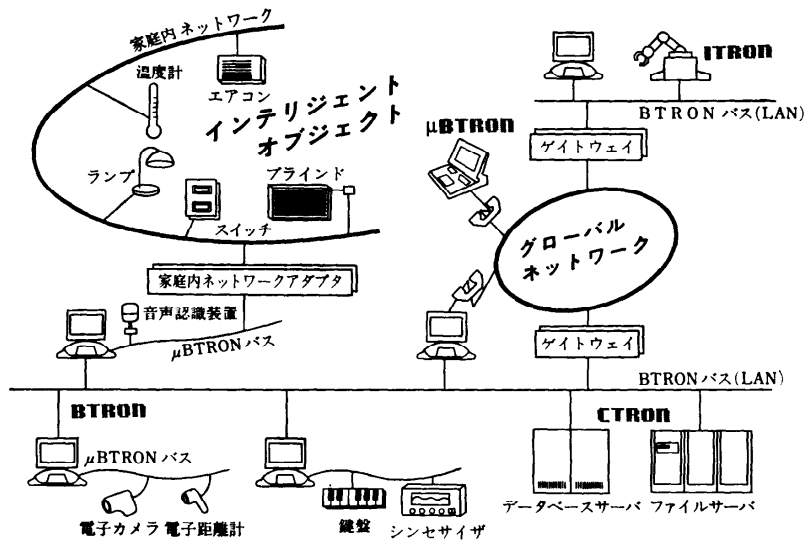 家庭内ネットワーク
温度計
エアコン
インテリジェント
オブジェクト
ランプ
スイッチ
ブラインド
家庭内ネットワークアダプタ
音声認識装置
μBTRONバス
μBTRON
ITRON
BTRONバス(LAN)
ゲイトウェイ
グローバル
ネットワーク
ゲイトウェイ
BTRONバス(LAN)
BTRON
μBTRONバス
電子カメラ
電子距離計
鍵盤
シンセサイザ
CTRON
データベースサーバ
ファイルサーバ